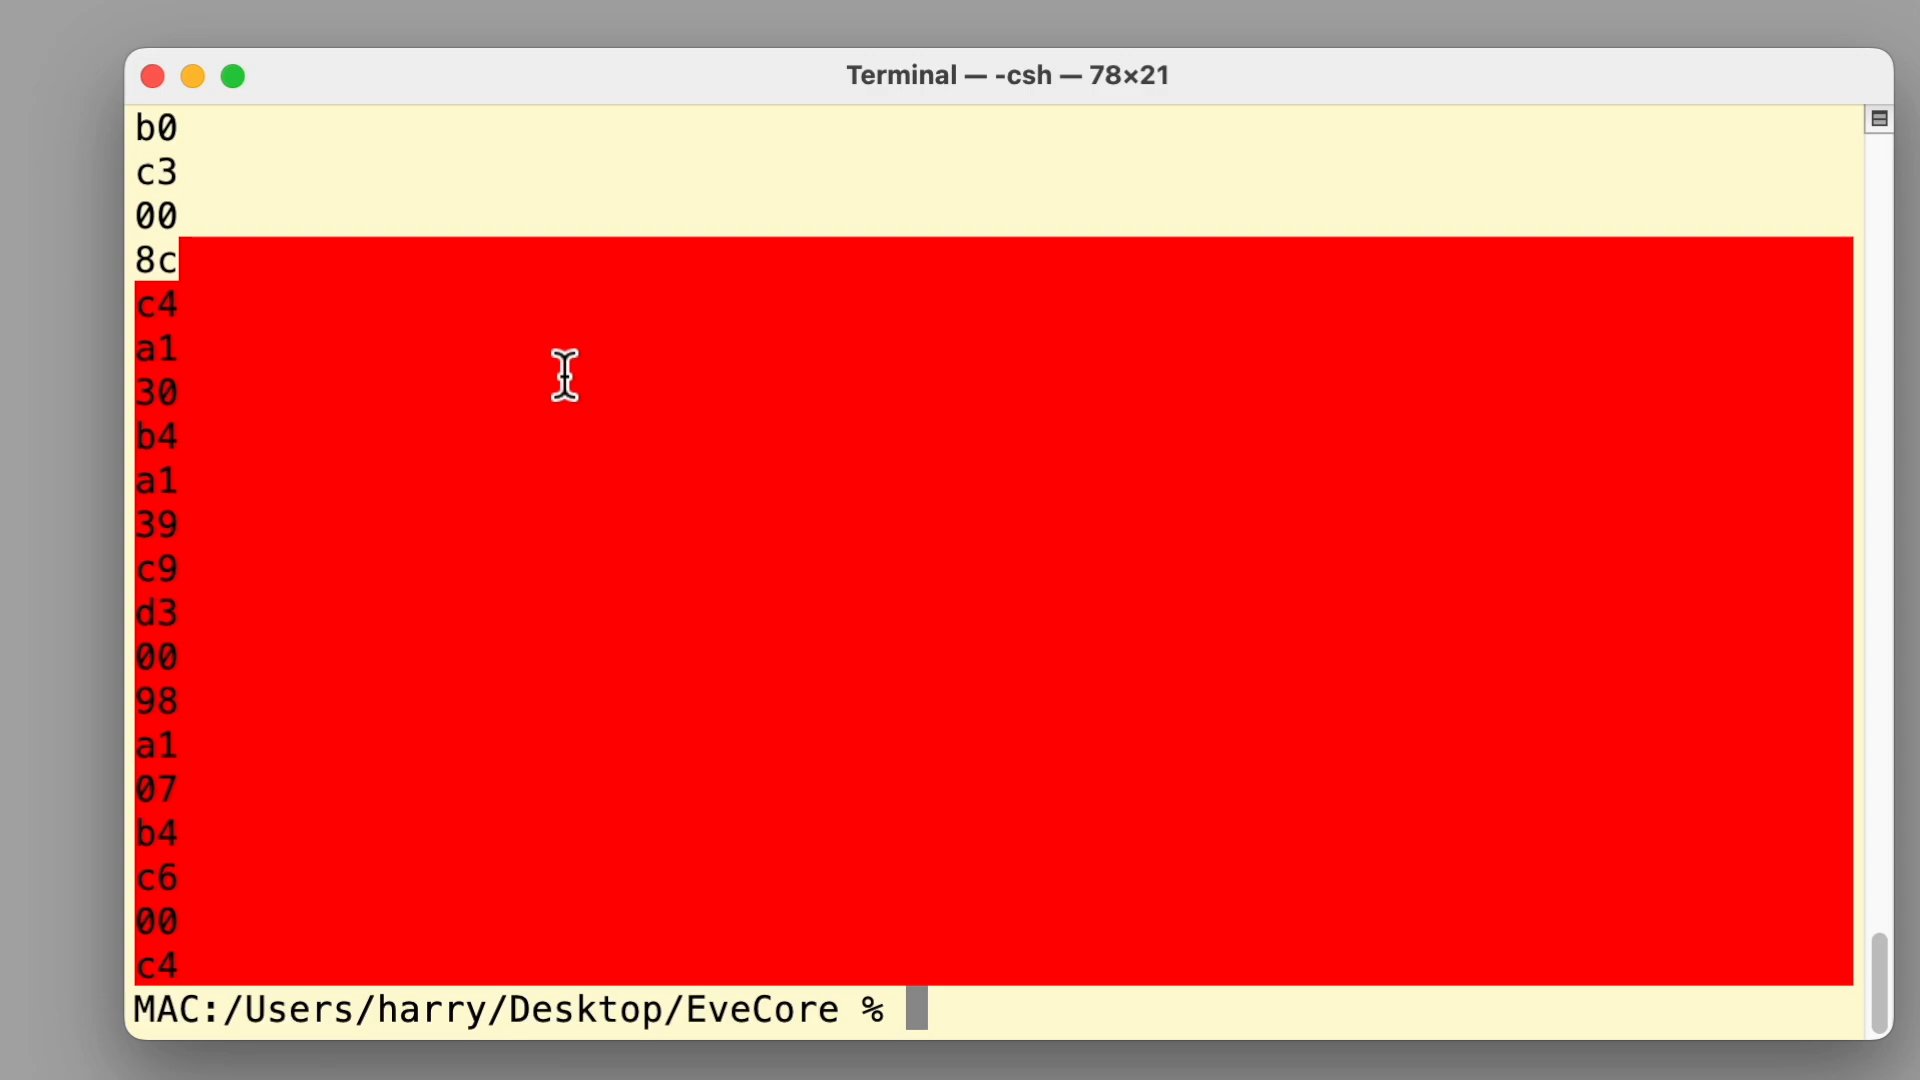 Terminal — -csh — 78×21
b0
c3
00
8c
c4
a1
30
b4
a1
39
c9
d3
00
98
a1
07
b4
c6
00
c4
MAC:/Users/harry/Desktop/EveCore %